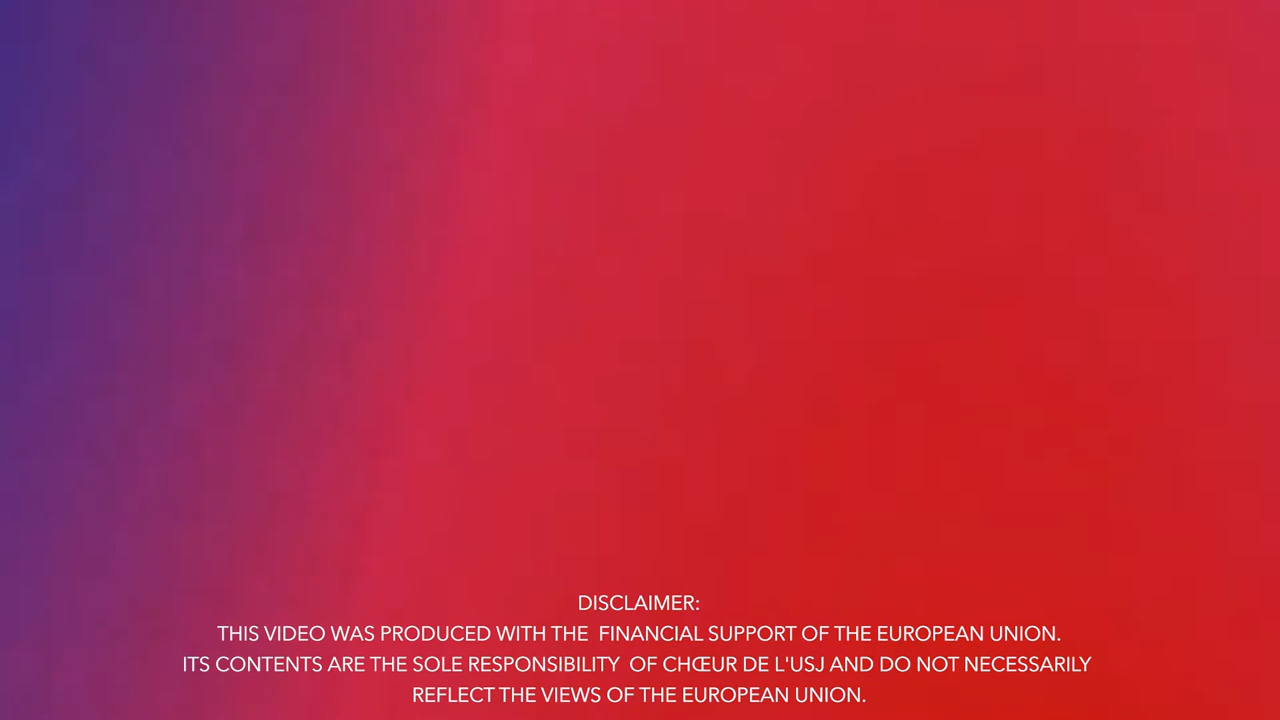 DISCLAIMER:
THIS VIDEO WAS PRODUCED WITH THE FINANCIAL SUPPORT OF THE EUROPEAN UNION.
ITS CONTENTS ARE THE SOLE RESPONSIBILITY OF CHŒUR DE L'USJ AND DO NOT NECESSARILY
REFLECT THE VIEWS OF THE EUROPEAN UNION.